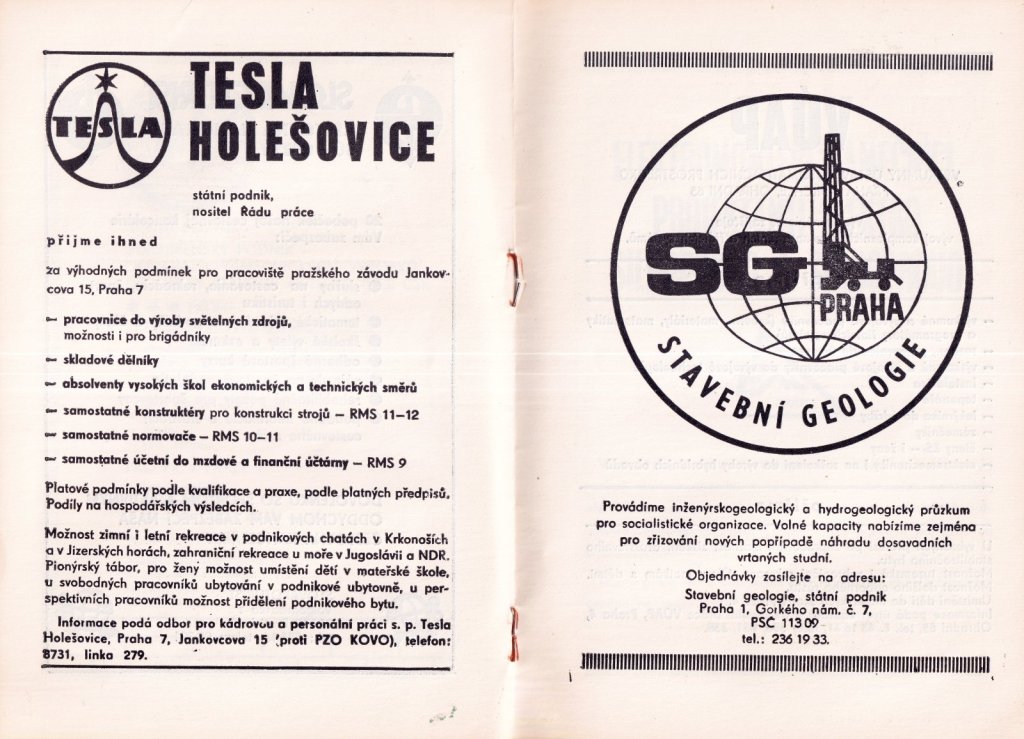 TESLA
TESLA
HOLEŠOVICE
státní podnik,
nositel Řádu práce
přijme ihned
za výhodných podmínek pro pracoviště pražského závodu Jankov-
cova 15, Praha 7
— pracovnice do výroby světelných zdrojů,
možnosti i pro brigádníky
— skladové dělníky
— absolventy vysokých škol ekonomických a technických směrů
— samostatné konstruktéry pro konstrukci strojů – RMS 11–12
— samostatné normovače – RMS 10–11
— samostatné účetní do mzdové a finanční účtárny – RMS 9
Platové podmínky podle kvalifikace a praxe, podle platných předpisů.
Podíly na hospodářských výsledcích.
Možnost zimní i letní rekreace v podnikových chatách v Krkonoších
a v Jizerských horách, zahraniční rekreace u moře v Jugoslávii a NDR.
Pionýrský tábor, pro ženy možnost umístění dětí v mateřské škole,
u svobodných pracovníků ubytování v podnikové ubytovně, u per-
spektivních pracovníků možnost přidělení podnikového bytu.
Informace podá odbor pro kádrovou a personální práci s. p. Tesla
Holešovice, Praha 7, Jankovcova 15 (proti PZO KOVO), telefon:
8731, linka 279.
SG
PRAHA
STAVEBNÍ GEOLOGIE
Provádíme inženýrskogeologický a hydrogeologický průzkum
pro socialistické organizace. Volné kapacity nabízíme zejména
pro zřizování nových popřípadě náhradu dosavadních
vrtaných studní.
Objednávky zasílejte na adresu:
Stavební geologie, státní podnik
Praha 1, Gorkého nám. č. 7,
PSČ 113 09
tel.: 236 19 33.